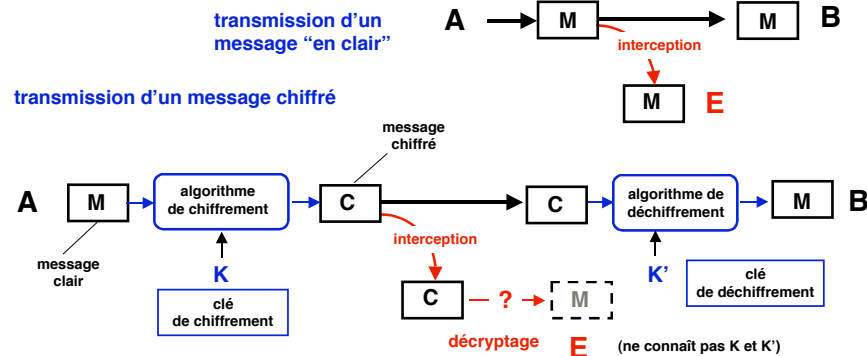 transmission d’un
message “en clair”
A
M
M
B
interception
M
E
transmission d’un message chiffré
message
chiffré
A
M
algorithme
de chiffrement
C
C
algorithme de
déchiffrement
M
B
message
clair
K
clé
de chiffrement
interception
K’
clé
de déchiffrement
C
?
M
décryptage
E
(ne connaît pas K et K’)